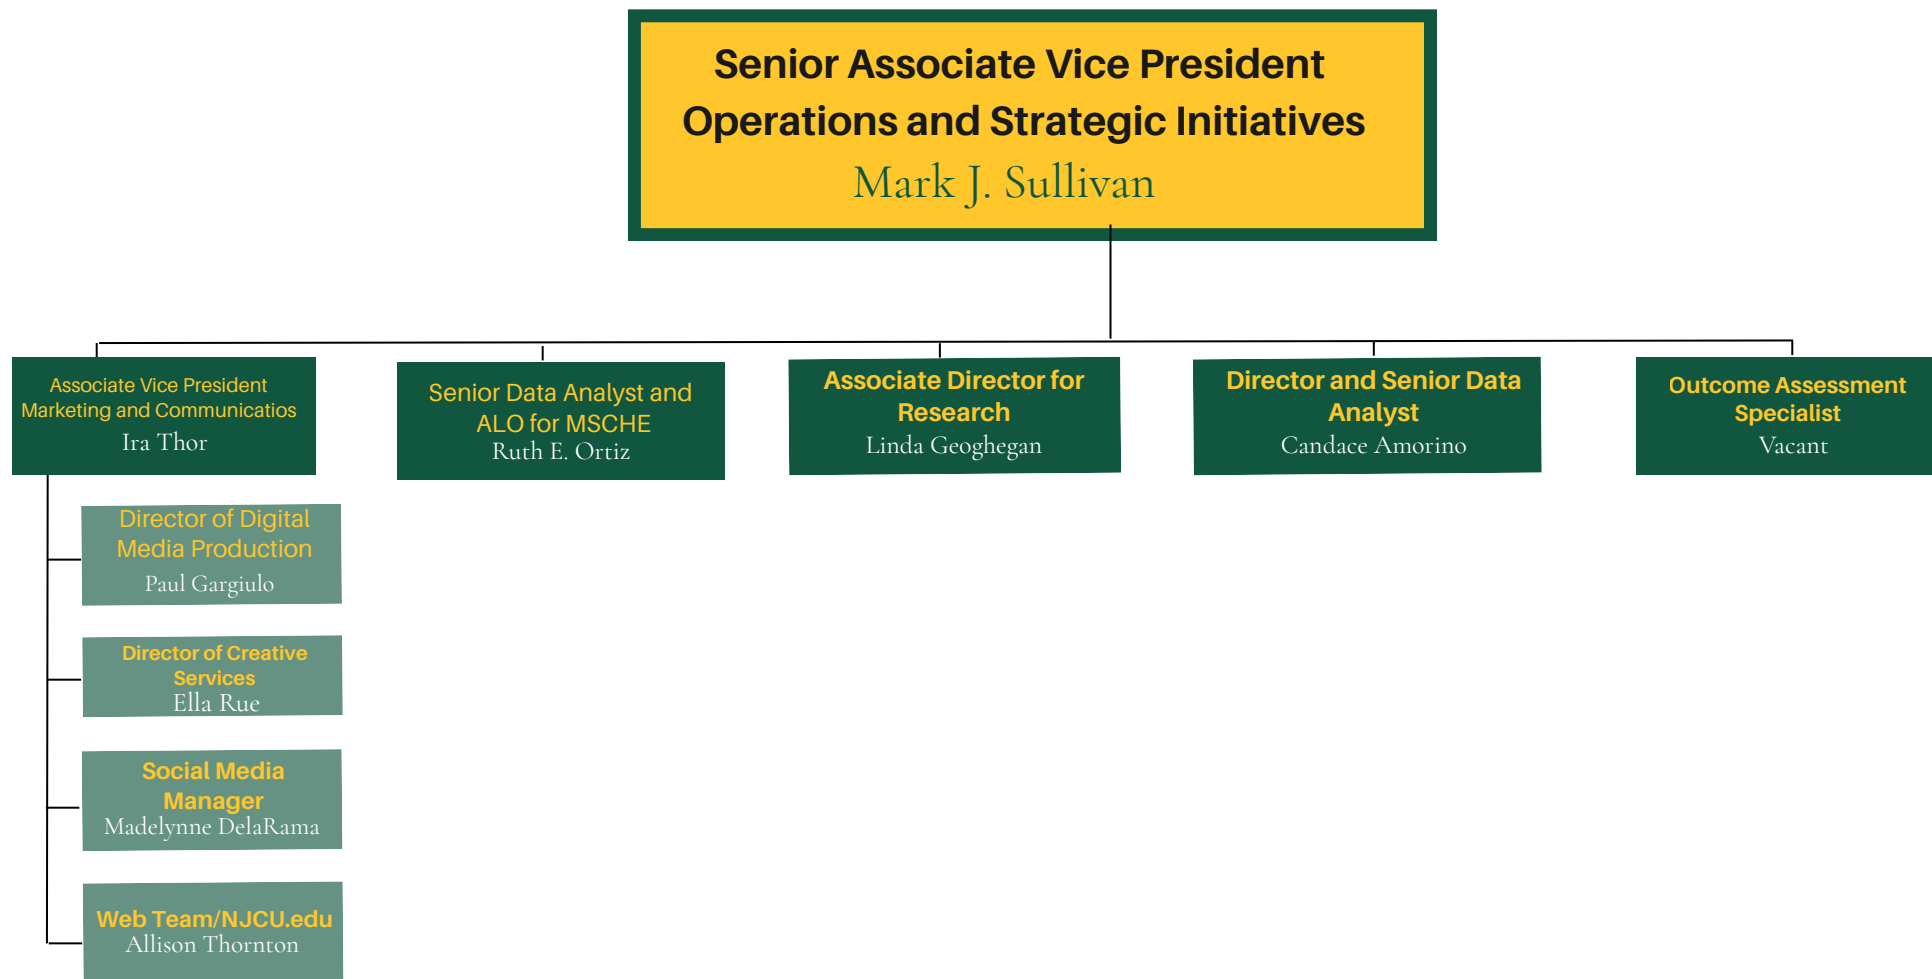 Senior Associate Vice President
Operations and Strategic Initiatives
Mark J. Sullivan
Associate Vice President
Marketing and Communicatios
Ira Thor
Senior Data Analyst and
ALO for MSCHE
Ruth E. Ortiz
Associate Director for
Research
Linda Geoghegan
Director and Senior Data
Analyst
Candace Amorino
Outcome Assessment
Specialist
Vacant
Director of Digital
Media Production
Paul Gargiulo
Director of Creative
Services
Ella Rue
Social Media
Manager
Madelynne DelaRama
Web Team/NJCU.edu
Allison Thornton